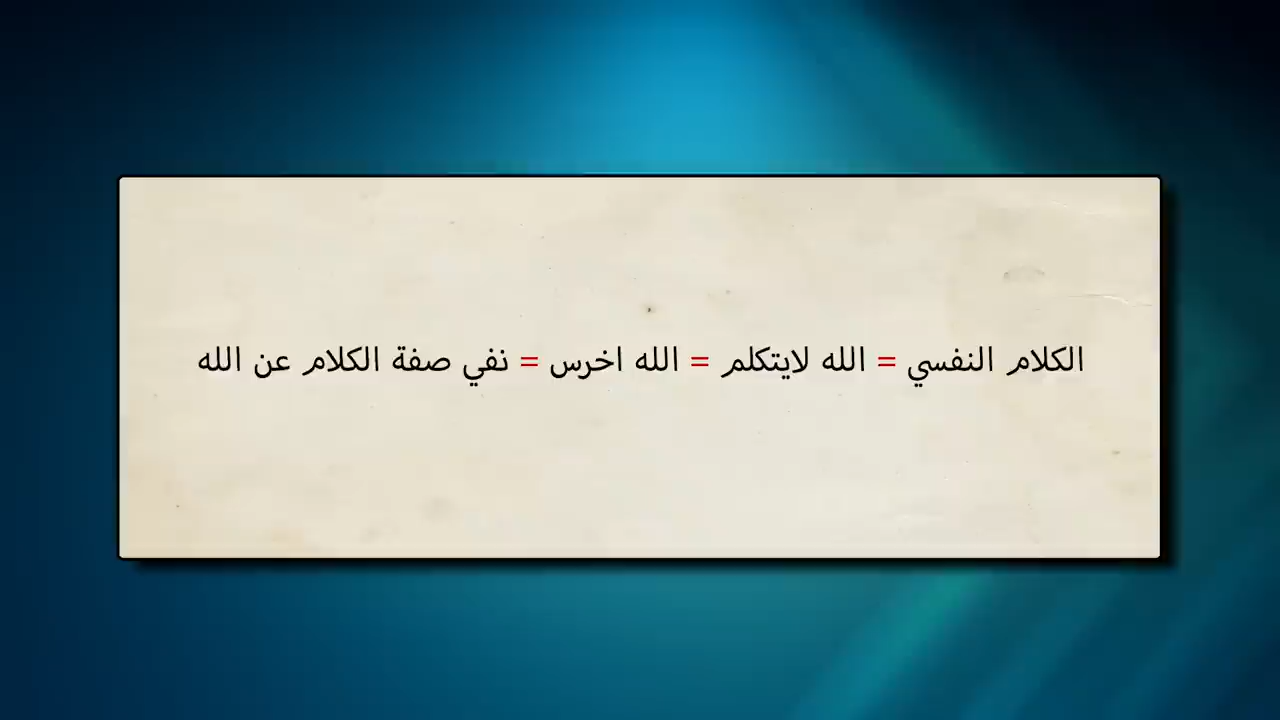 الكلام النفسي = الله لايتكلم = الله اخرس = نفي صفة الكلام عن الله